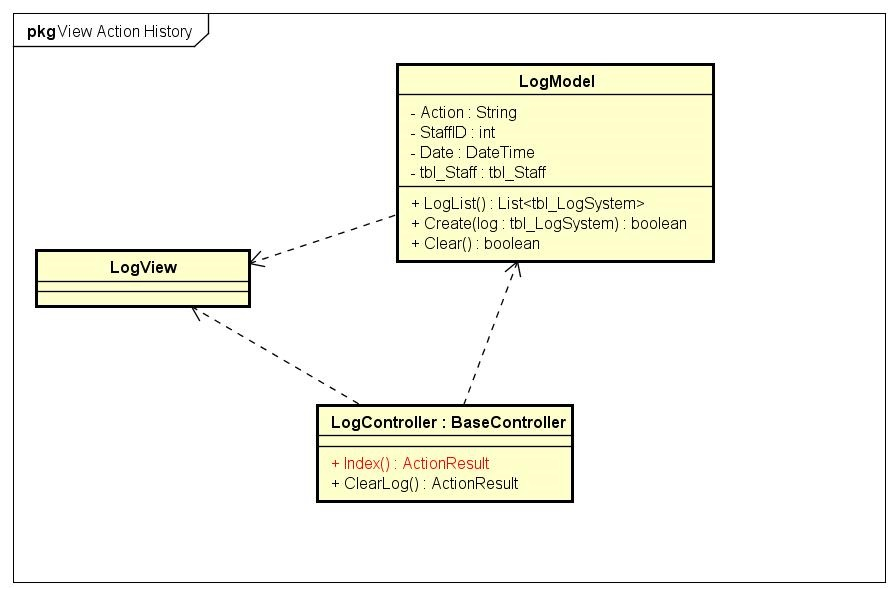 pkg View Action History
LogModel
- Action : String
- StaffID : int
- Date : DateTime
- tbl_Staff : tbl_Staff
+ LogList() : List<tbl_LogSystem>
+ Create(log : tbl_LogSystem) : boolean
+ Clear() : boolean
LogView
LogController : BaseController
+ Index() : ActionResult
+ ClearLog() : ActionResult